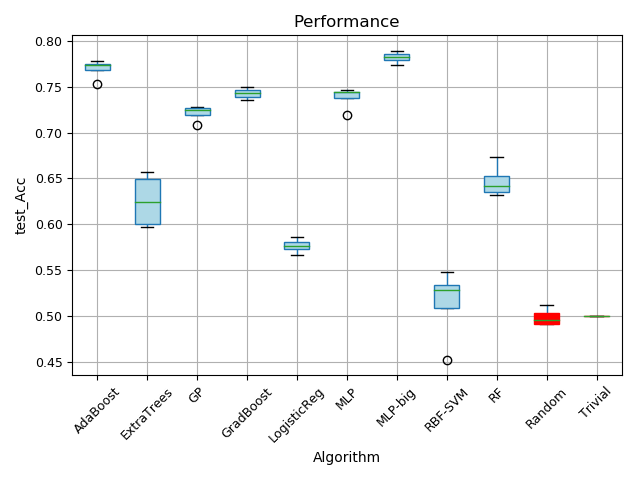 Performance
0.80
0.75
0.70
0.65
0.60
0.55
0.50
0.45
test_Acc
AdaBoost
ExtraTrees
GP
GradBoost
LogisticReg
MLP
MLP-big
RBF-SVM
RF
Random
Trivial
Algorithm